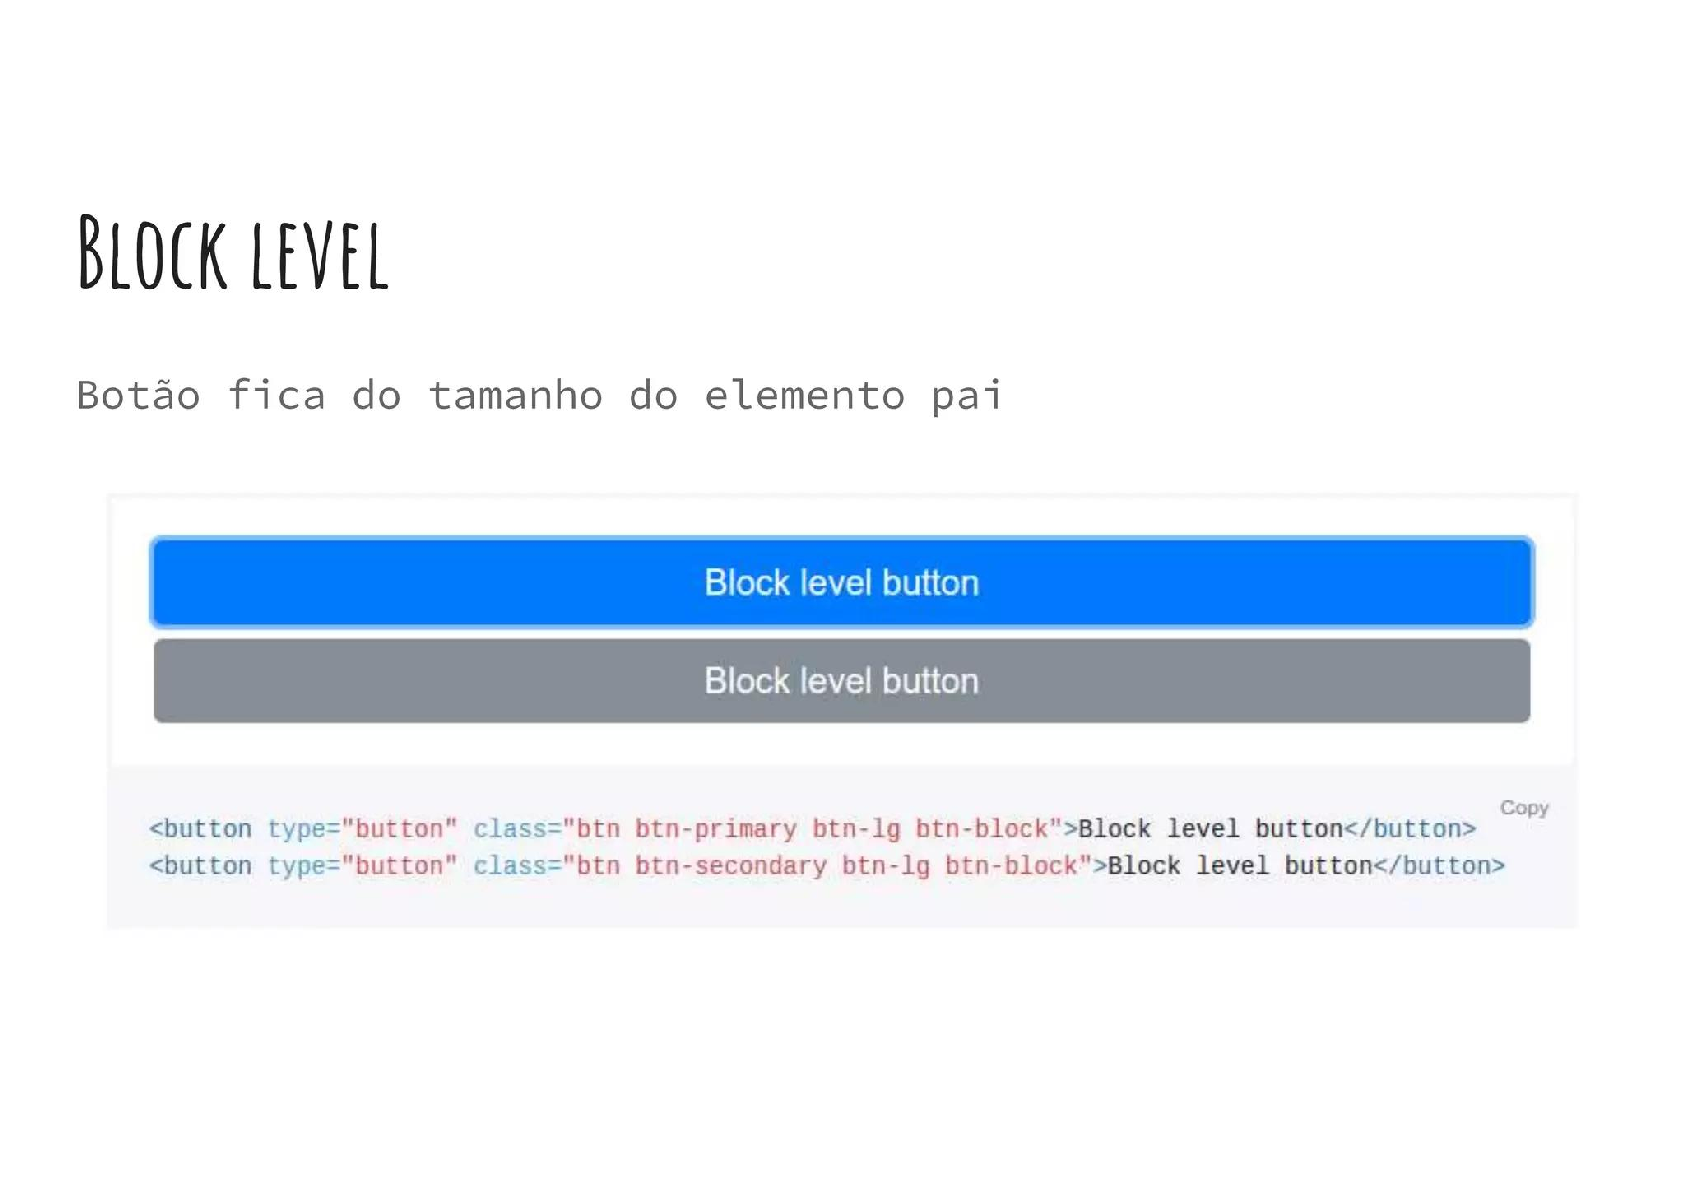 Block level
Botão fica do tamanho do elemento pai
Block level button
Block level button
Copy
<button type="button" class="btn btn-primary btn-lg btn-block">Block level button</button>
<button type="button" class="btn btn-secondary btn-lg btn-block">Block level button</button>